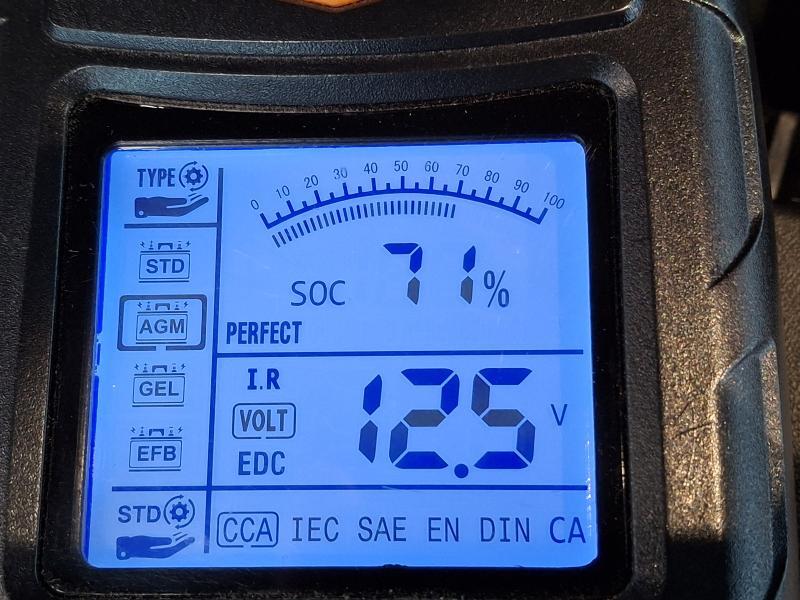 TYPE
0 10 20 30 40 50 60 70 80 90 100
STD
SOC 71%
AGM
PERFECT
GEL
I.R
VOLT 12.5 V
EFB
EDC
STD
CCA IEC SAE EN DIN CA